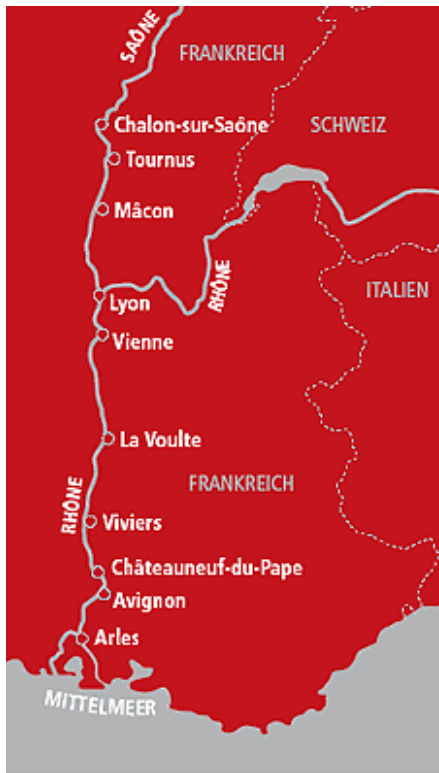 SAÔNE
FRANKREICH
Chalon-sur-Saône
SCHWEIZ
Tournus
Mâcon
RHÔNE
ITALIEN
Lyon
Vienne
La Voulte
FRANKREICH
RHÔNE
Viviers
Châteauneuf-du-Pape
Avignon
Arles
MITTELMEER